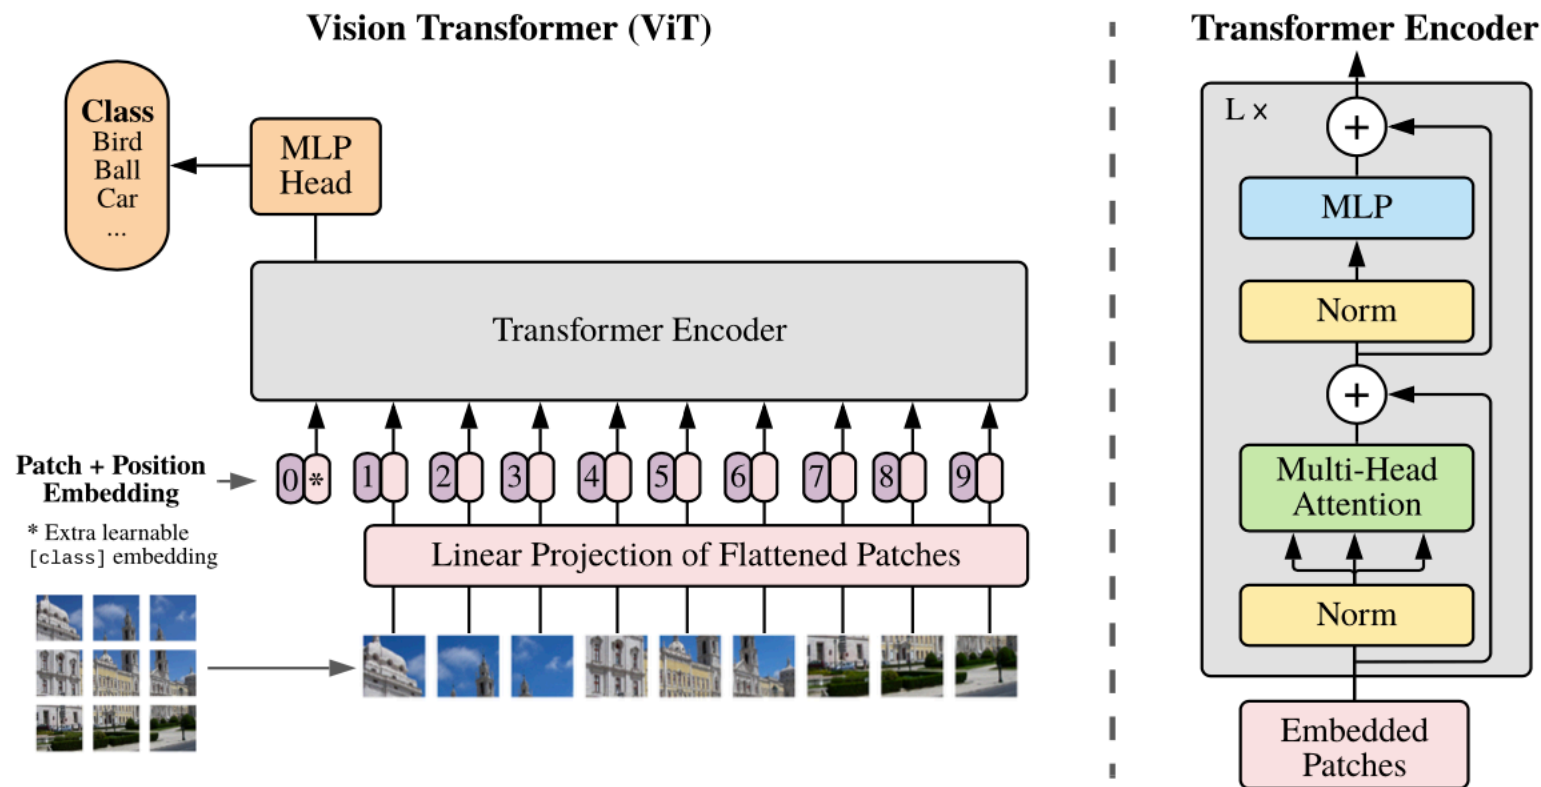 Vision Transformer (ViT)
Class
Bird
Ball
Car
...
MLP
Head
Transformer Encoder
Patch + Position
Embedding
* Extra learnable
[class] embedding
0 * 1 2 3 4 5 6 7 8 9
Linear Projection of Flattened Patches
Transformer Encoder
L ×
+
MLP
Norm
+
Multi-Head
Attention
Norm
Embedded
Patches